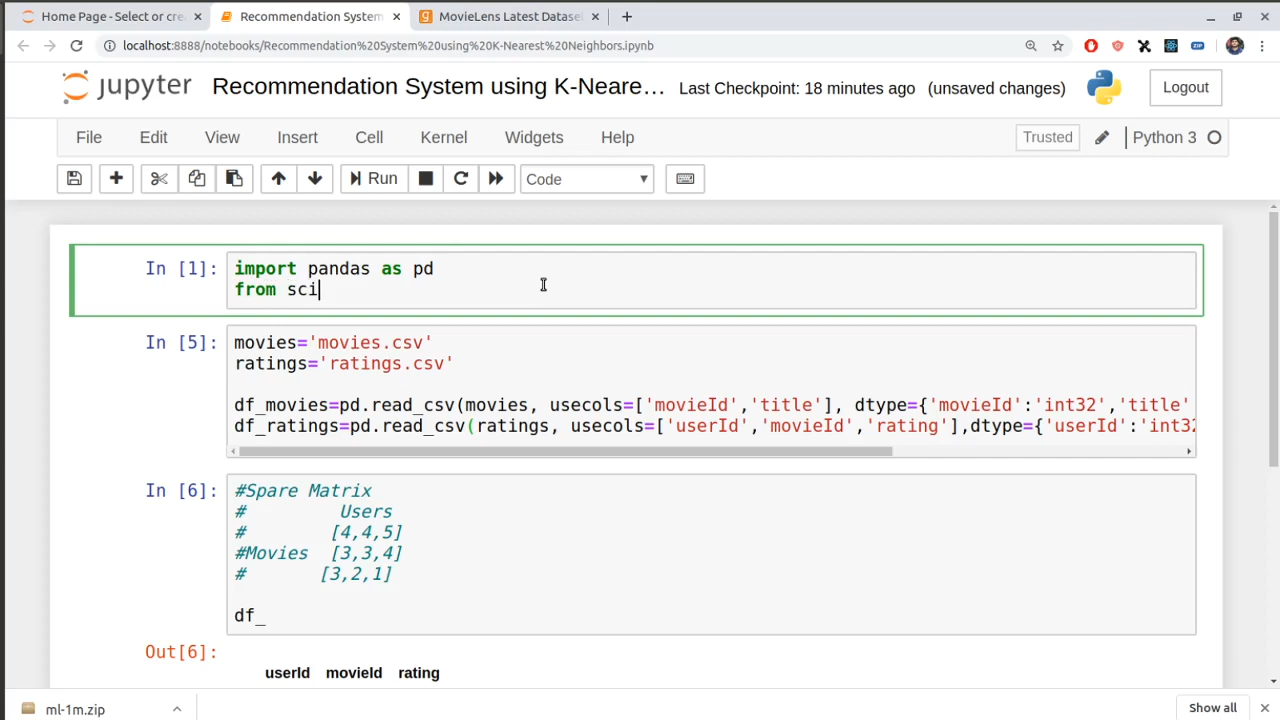 Home Page - Select or cre
Recommendation System
MovieLens Latest Datase
localhost:8888/notebooks/Recommendation%20System%20using%20K-Nearest%20Neighbors.ipynb
jupyter Recommendation System using K-Neare... Last Checkpoint: 18 minutes ago (unsaved changes) Logout
File Edit View Insert Cell Kernel Widgets Help Trusted Python 3
Run Code
In [1]: import pandas as pd
from sci
In [5]: movies='movies.csv'
ratings='ratings.csv'
df_movies=pd.read_csv(movies, usecols=['movieId','title'], dtype={'movieId':'int32','title'
df_ratings=pd.read_csv(ratings, usecols=['userId','movieId','rating'],dtype={'userId':'int32
In [6]: #Spare Matrix
# Users
# [4,4,5]
#Movies [3,3,4]
# [3,2,1]
df_
Out[6]:
userId movieId rating
ml-1m.zip Show all